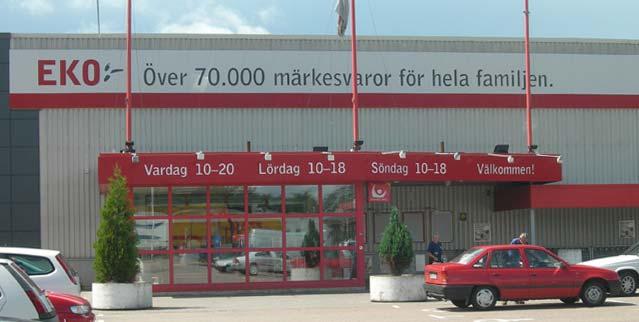 EKO Över 70.000 märkesvaror för hela familjen.
Vardag 10–20 Lördag 10–18 Söndag 10–18 Välkommen!